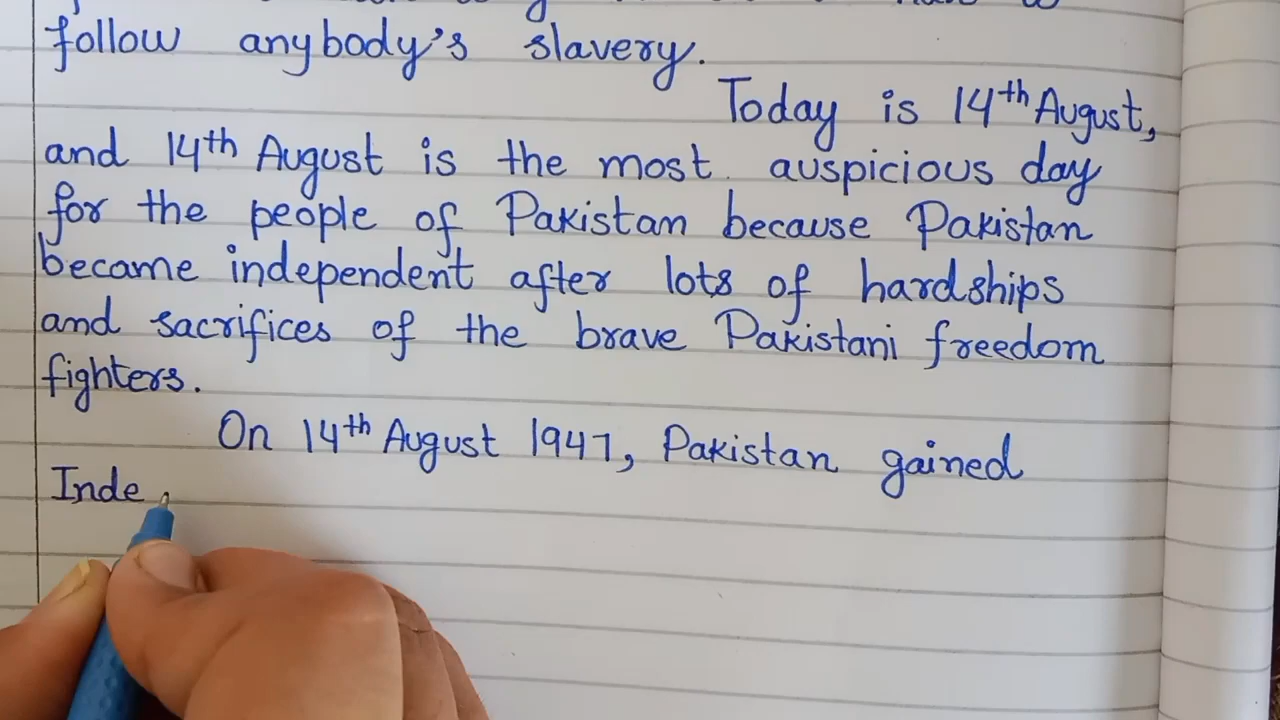 follow anybody's slavery.
Today is 14th August,
and 14th August is the most auspicious day
for the people of Pakistan because Pakistan
became independent after lots of hardships
and sacrifices of the brave Pakistani freedom
fighters.
On 14th August 1947, Pakistan gained
Inde